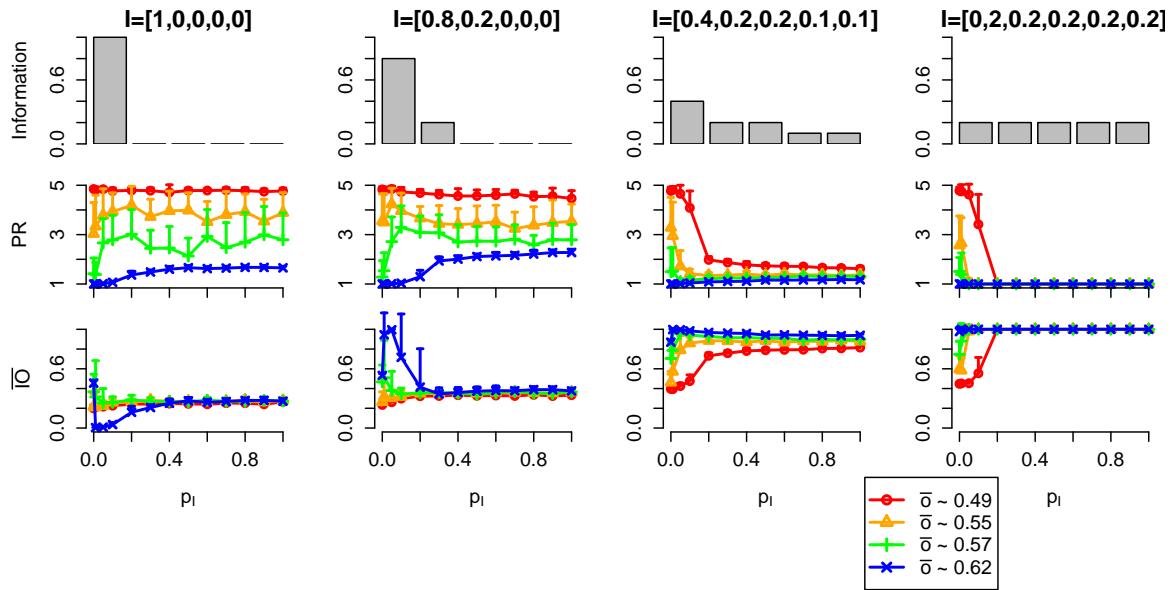 I=[1,0,0,0,0] I=[0.8,0.2,0,0,0] I=[0.4,0.2,0.2,0.1,0.1] I=[0,2,0.2,0.2,0.2,0.2]
Information
0.6 0.6 0.6 0.6
0.0 0.0 0.0 0.0
PR
5 5 5 5
3 3 3 3
1 1 1 1
I̅O̅
0.6 0.6 0.6 0.6
0.0 0.0 0.0 0.0
0.0 0.4 0.8 0.0 0.4 0.8 0.0 0.4 0.8 0.0 0.4 0.8
p_I p_I p_I p_I
o̅ ~ 0.49
o̅ ~ 0.55
o̅ ~ 0.57
o̅ ~ 0.62